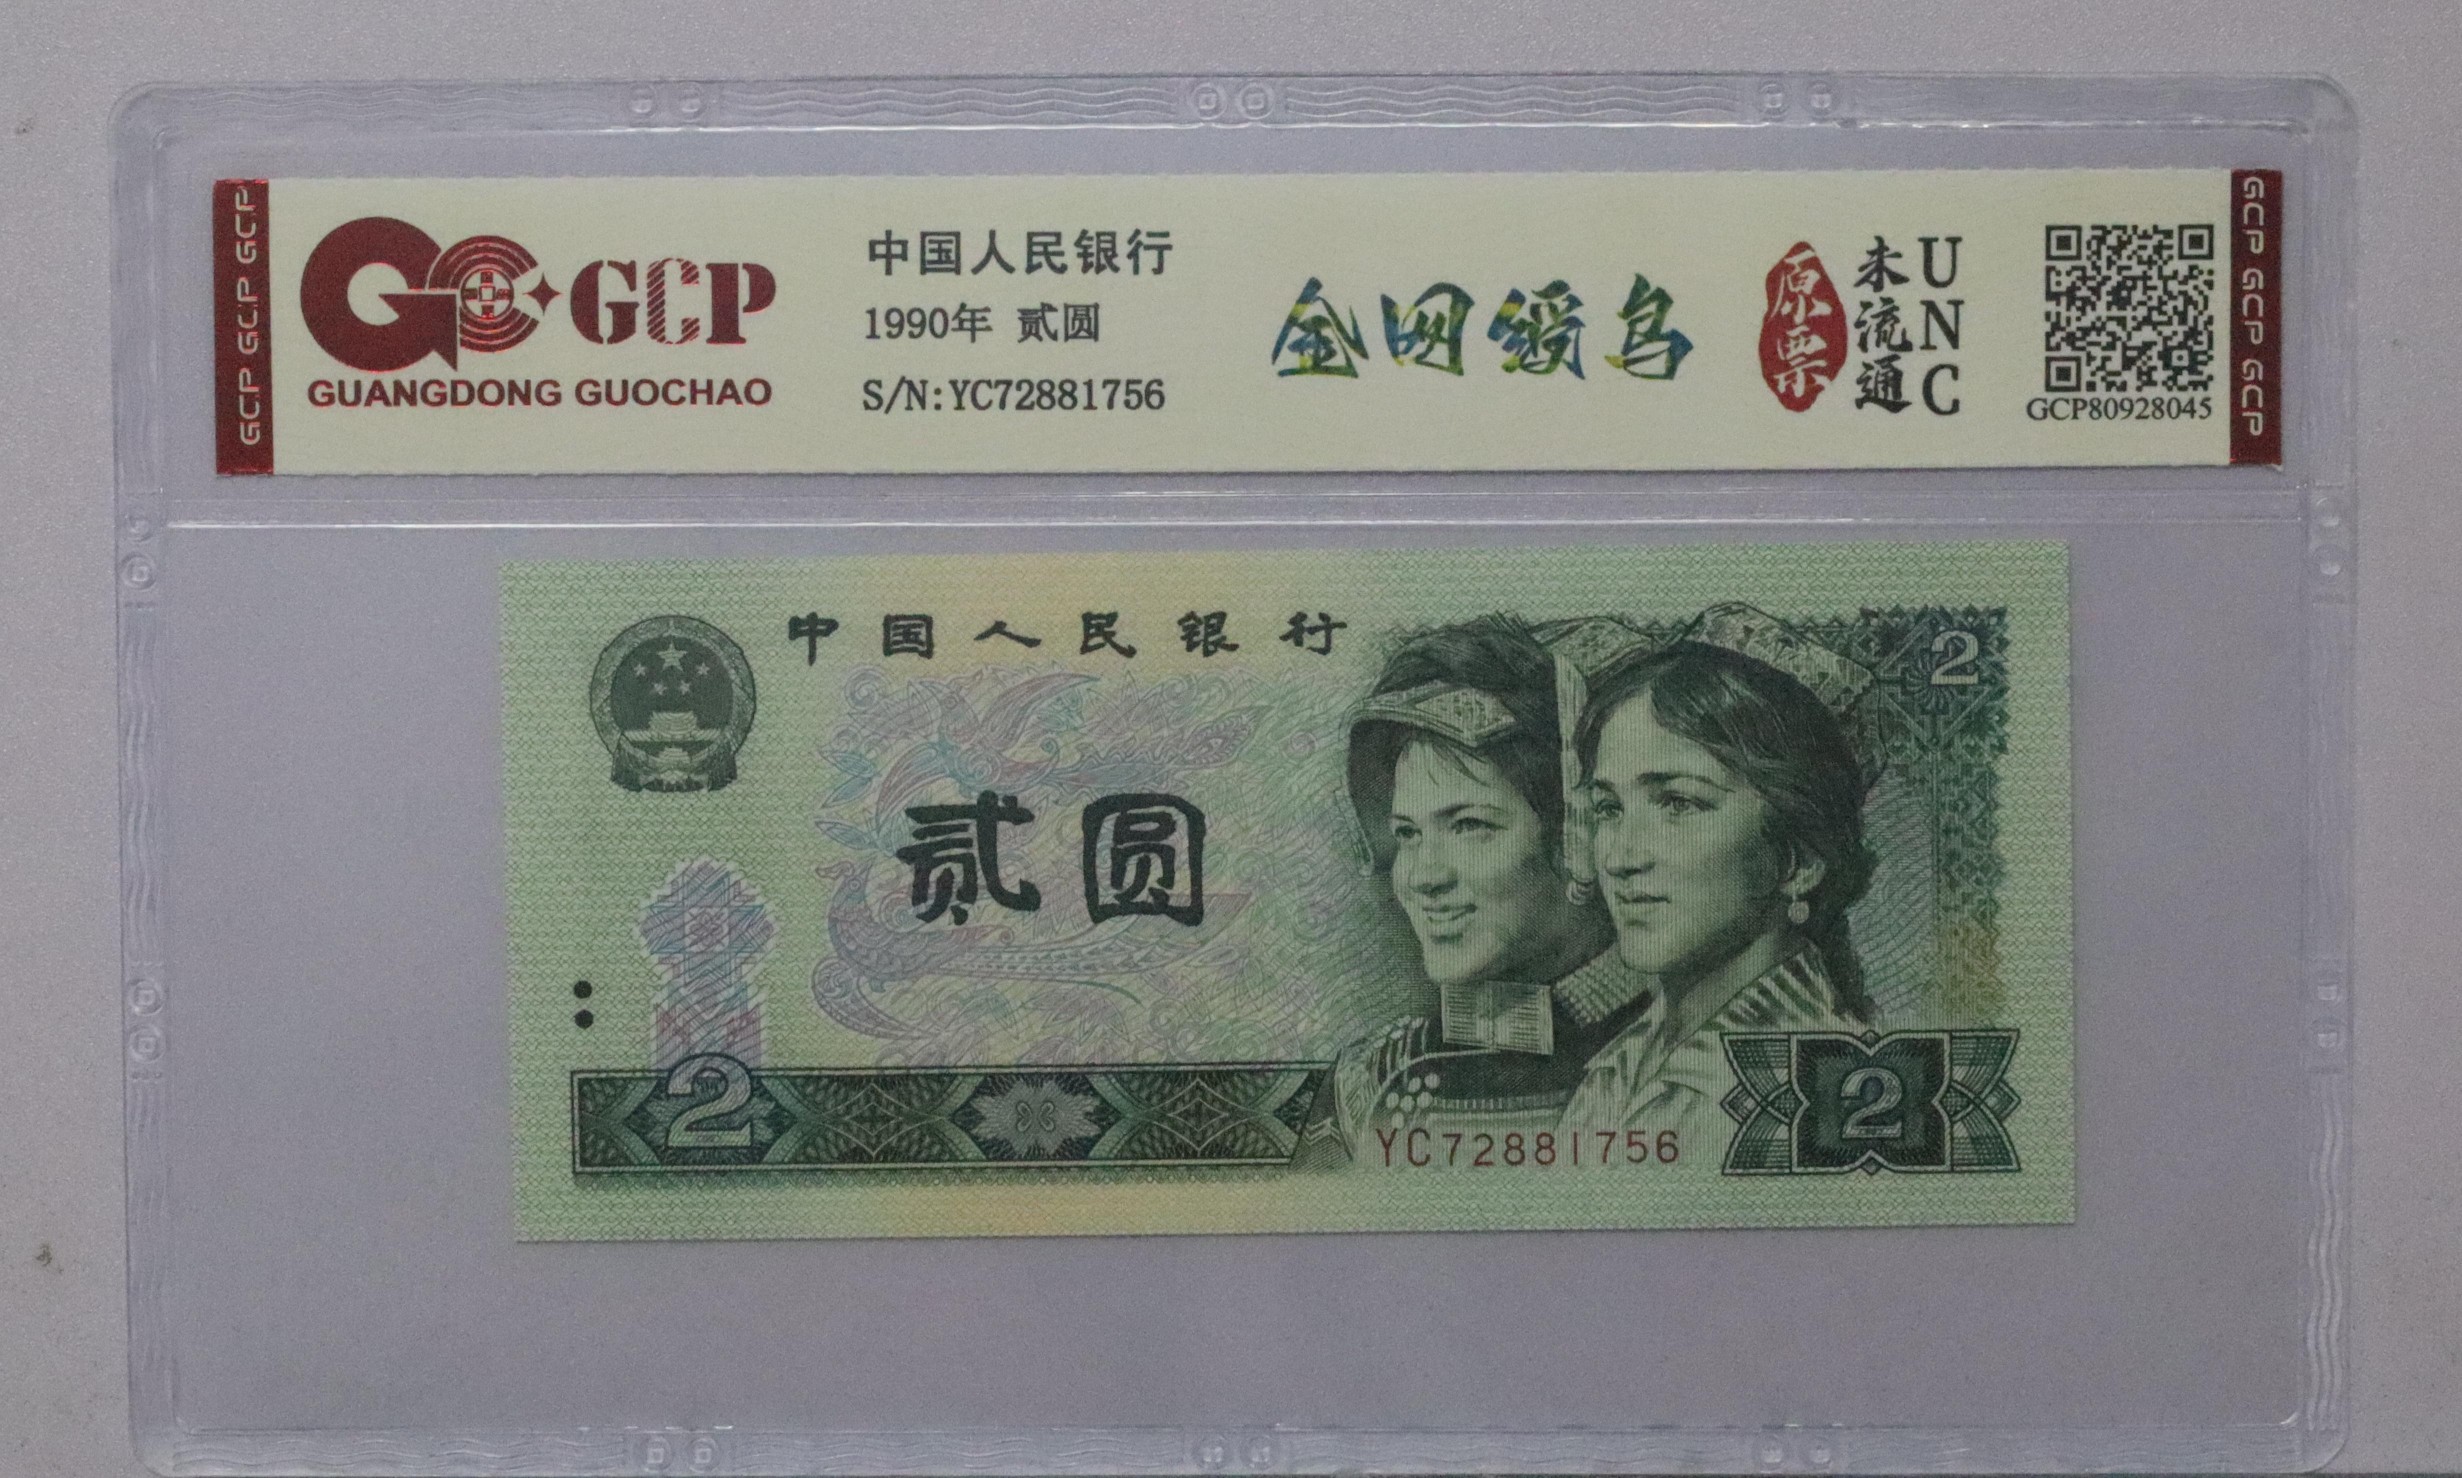 GCP GCP GCP
GCP
GUANGDONG GUOCHAO
中国人民银行
1990年 贰圆
S/N:YC72881756
金网绶鸟
原票
未流通
UNC
GCP80928045
GCP GCP GCP
中国人民银行
2
贰圆
2
YC72881756
2